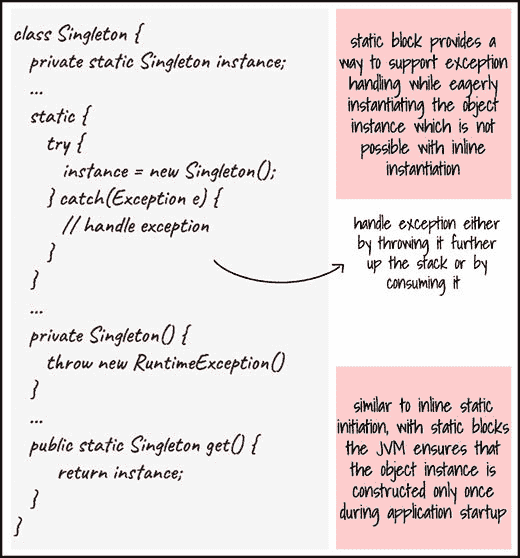 class Singleton {
private static Singleton instance;
...
static {
try {
instance = new Singleton();
} catch(Exception e) {
// handle exception
}
}
...
private Singleton() {
throw new RuntimeException()
}
...
public static Singleton get() {
return instance;
}
}
static block provides a
way to support exception
handling while eagerly
instantiating the object
instance which is not
possible with inline
instantiation
handle exception either
by throwing it further
up the stack or by
consuming it
similar to inline static
initiation, with static blocks
the JVM ensures that
the object instance is
constructed only once
during application startup